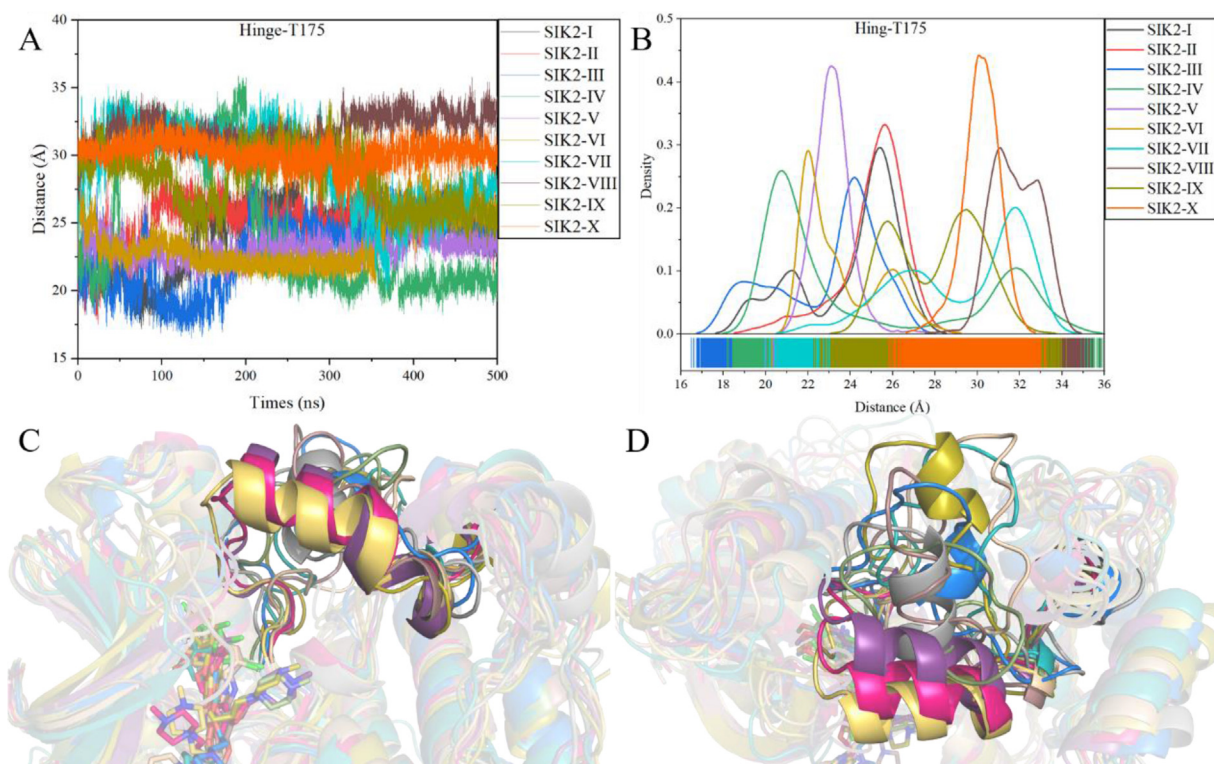 A
Hinge-T175
40
35
30
25
20
15
Distance (Å)
0
100
200
300
400
500
Times (ns)
SIK2-I
SIK2-II
SIK2-III
SIK2-IV
SIK2-V
SIK2-VI
SIK2-VII
SIK2-VIII
SIK2-IX
SIK2-X
B
Hing-T175
0.5
0.4
0.3
0.2
0.1
0.0
Density
16
20
24
28
32
36
18
22
26
30
34
Distance (Å)
SIK2-I
SIK2-II
SIK2-III
SIK2-IV
SIK2-V
SIK2-VI
SIK2-VII
SIK2-VIII
SIK2-IX
SIK2-X
C
D